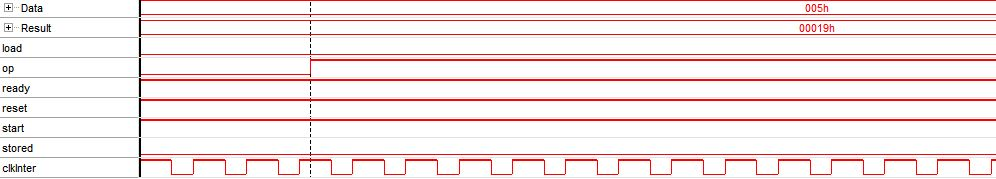 Data 005h
Result 00019h
load
op
ready
reset
start
stored
clkInter